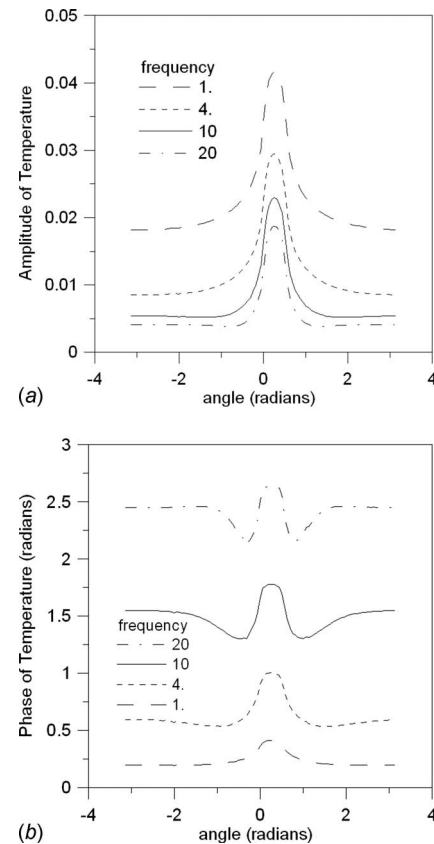 0.05
frequency
1.
4.
10
20
0.04
0.03
0.02
0.01
0
Amplitude of Temperature
-4 -2 0 2 4
angle (radians)
(a)
3
2.5
2
1.5
1
0.5
0
Phase of Temperature (radians)
frequency
20
10
4.
1.
-4 -2 0 2 4
angle (radians)
(b)